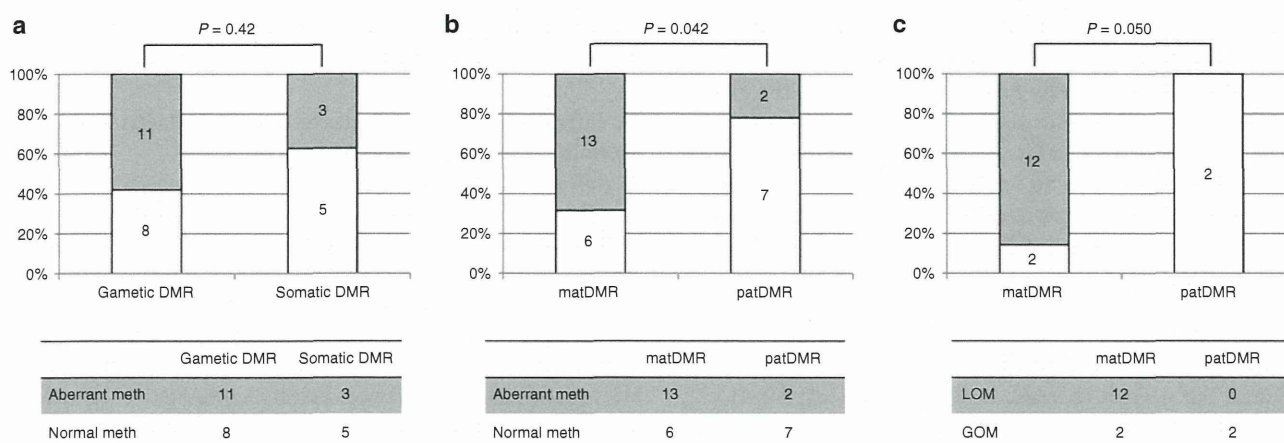 a
P = 0.42
100%
80%
60%
40%
20%
0%
11
8
3
5
Gametic DMR
Somatic DMR
Gametic DMR Somatic DMR
Aberrant meth 11 3
Normal meth 8 5
b
P = 0.042
100%
80%
60%
40%
20%
0%
13
6
2
7
matDMR
patDMR
matDMR patDMR
Aberrant meth 13 2
Normal meth 6 7
c
P = 0.050
100%
80%
60%
40%
20%
0%
12
2
2
matDMR
patDMR
matDMR patDMR
LOM 12 0
GOM 2 2